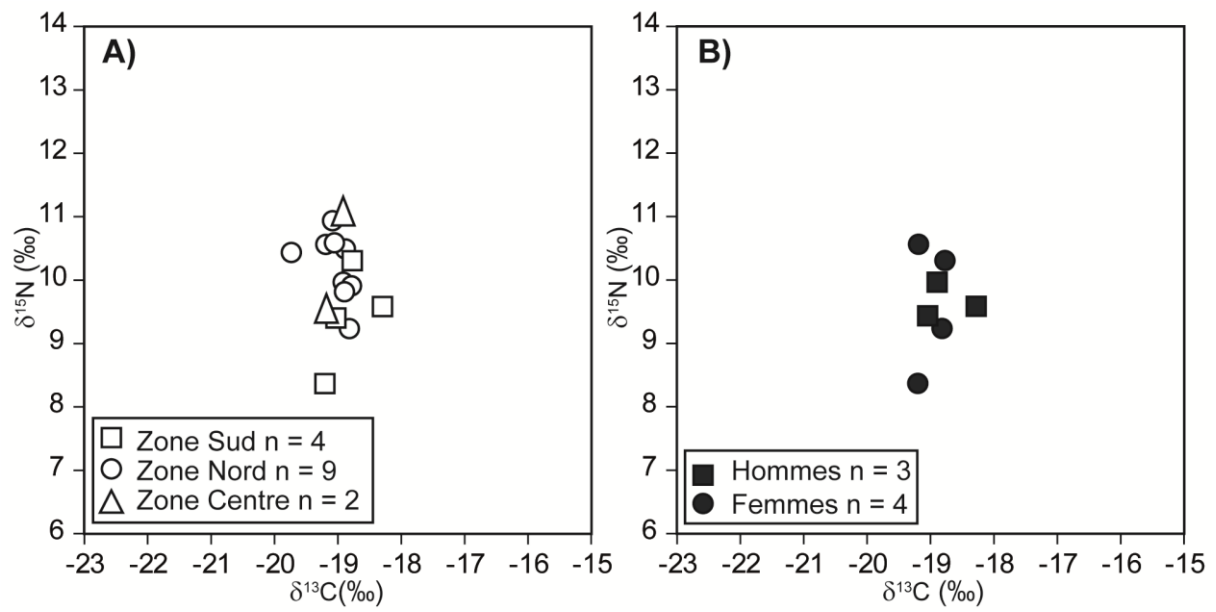 A)
14
13
12
11
10
9
8
7
6
δ¹⁵N (‰)
Zone Sud n = 4
Zone Nord n = 9
Zone Centre n = 2
-23 -22 -21 -20 -19 -18 -17 -16 -15
δ¹³C(‰)
B)
14
13
12
11
10
9
8
7
6
δ¹⁵N (‰)
Hommes n = 3
Femmes n = 4
-23 -22 -21 -20 -19 -18 -17 -16 -15
δ¹³C (‰)